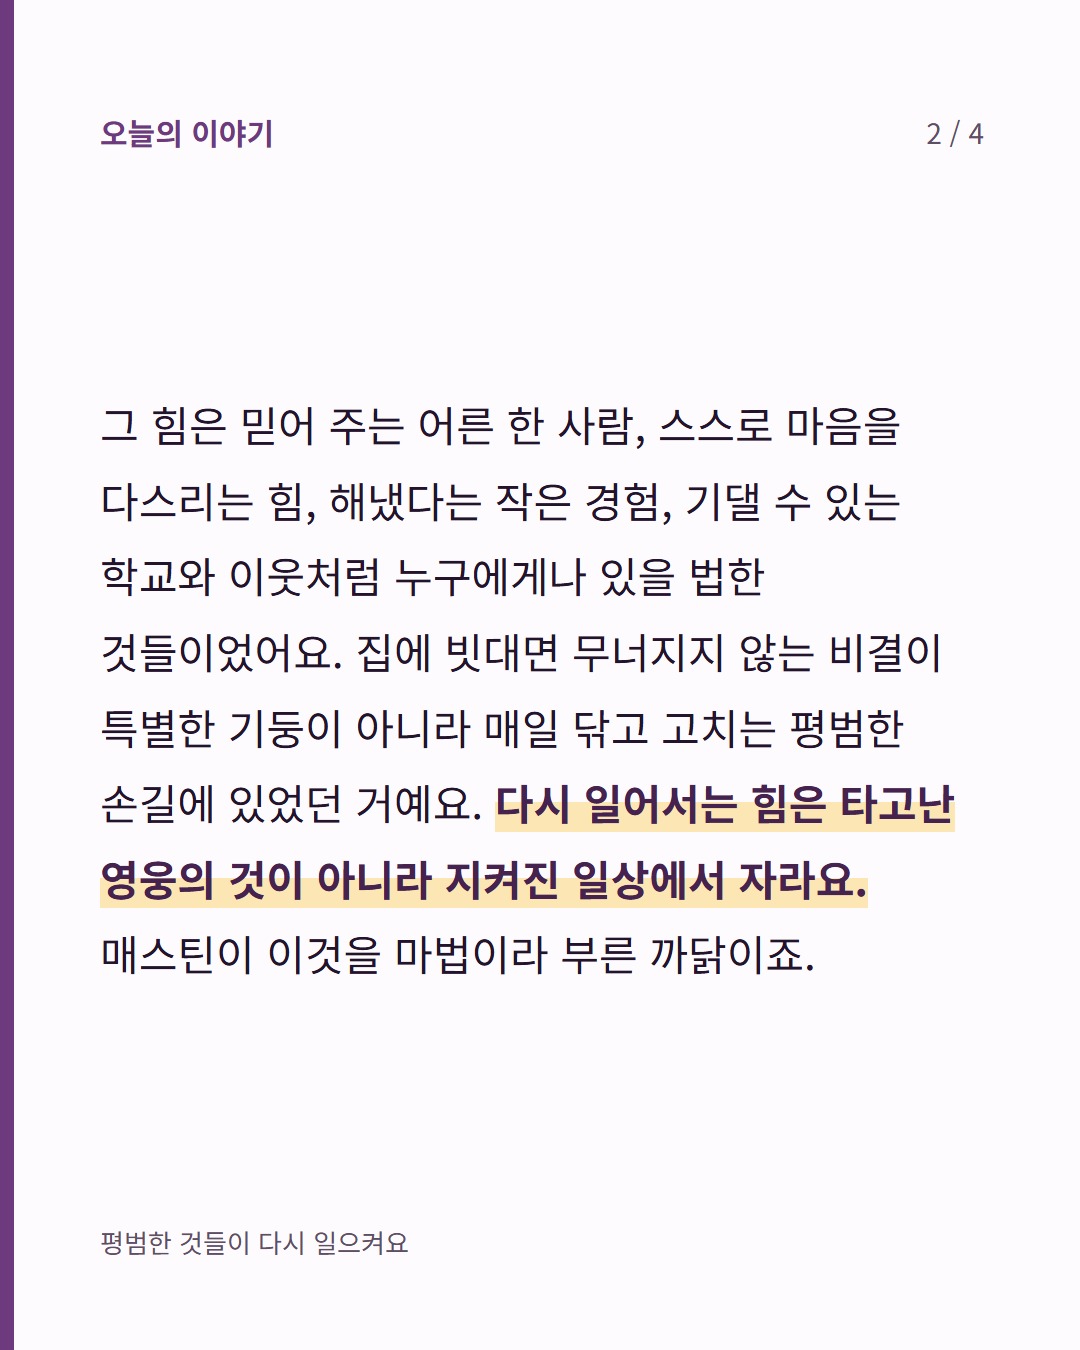 오늘의 이야기
2 / 4
그 힘은 믿어 주는 어른 한 사람, 스스로 마음을
다스리는 힘, 해냈다는 작은 경험, 기댈 수 있는
학교와 이웃처럼 누구에게나 있을 법한
것들이었어요. 집에 빗대면 무너지지 않는 비결이
특별한 기둥이 아니라 매일 닦고 고치는 평범한
손길에 있었던 거예요. 다시 일어서는 힘은 타고난
영웅의 것이 아니라 지켜진 일상에서 자라요.
매스틴이 이것을 마법이라 부른 까닭이죠.
평범한 것들이 다시 일으켜요